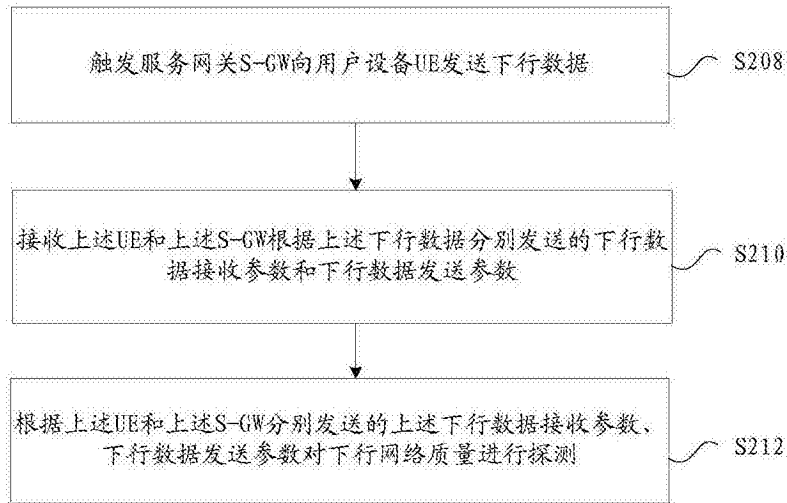 触发服务网关S-GW向用户设备UE发送下行数据
S208
接收上述UE和上述S-GW根据上述下行数据分别发送的下行数
据接收参数和下行数据发送参数
S210
根据上述UE和上述S-GW分别发送的上述下行数据接收参数、
下行数据发送参数对下行网络质量进行探测
S212